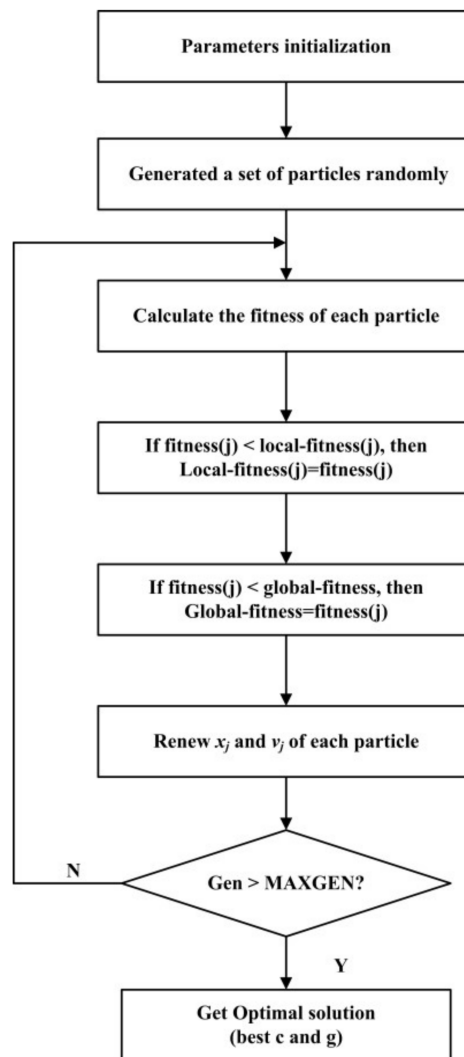 Parameters initialization
Generated a set of particles randomly
Calculate the fitness of each particle
If fitness(j) < local-fitness(j), then
Local-fitness(j)=fitness(j)
If fitness(j) < global-fitness, then
Global-fitness=fitness(j)
Renew xj and vj of each particle
N
Gen > MAXGEN?
Y
Get Optimal solution
(best c and g)